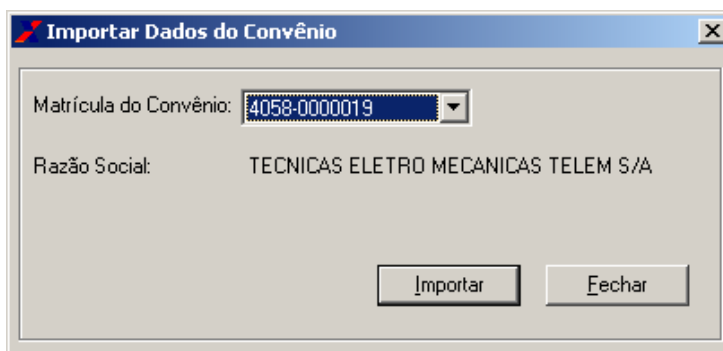 Importar Dados do Convênio
Matrícula do Convênio: 4058-0000019
Razão Social: TECNICAS ELETRO MECANICAS TELEM S/A
Importar Fechar